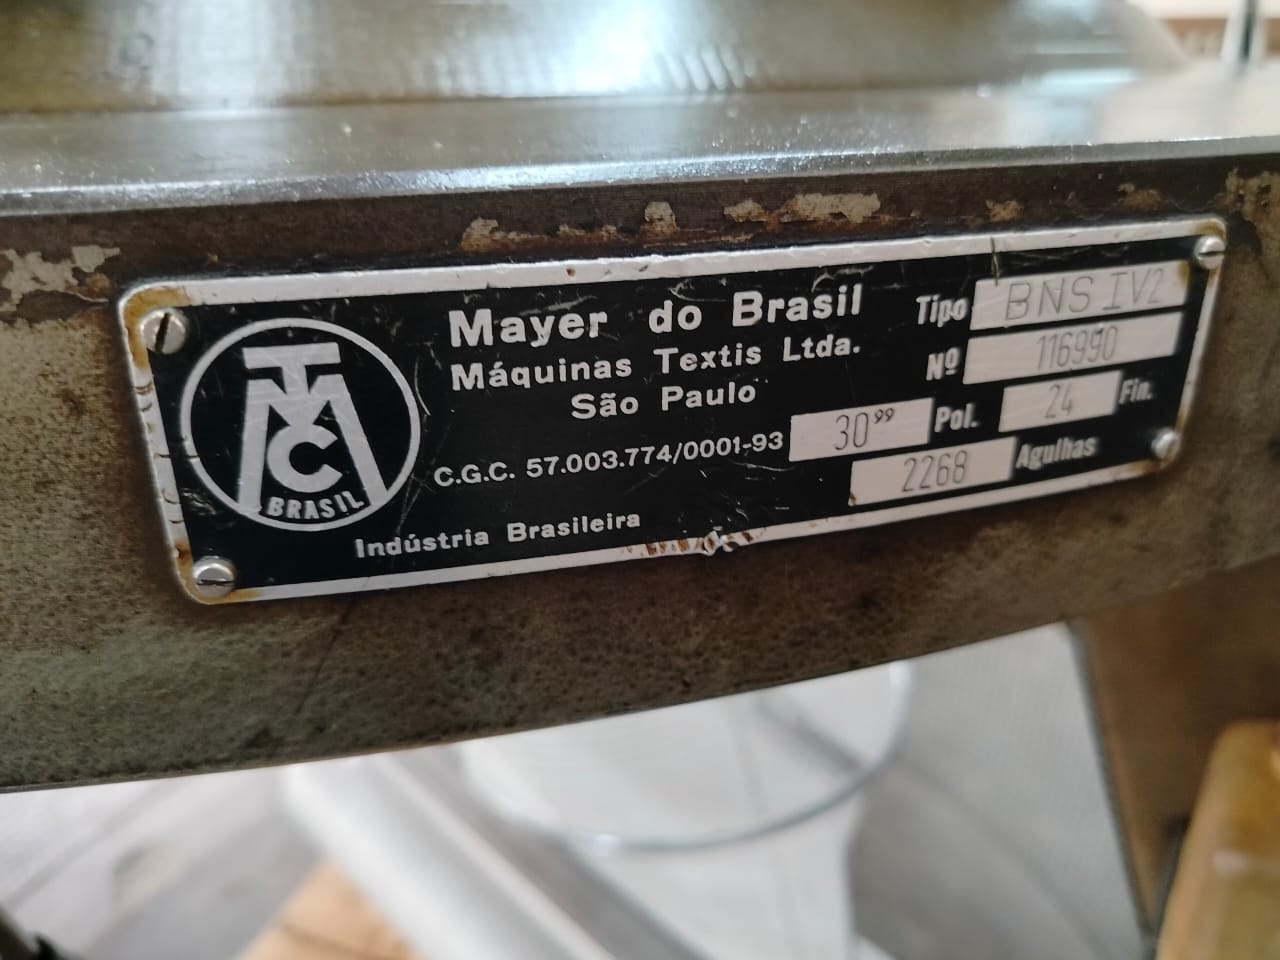 TMC
BRASIL
Mayer do Brasil
Máquinas Textis Ltda.
São Paulo
C.G.C. 57.003.774/0001-93
Indústria Brasileira
Tipo BNS IV2
Nº 116990
30" Pol. 24 Fin.
2268 Agulhas